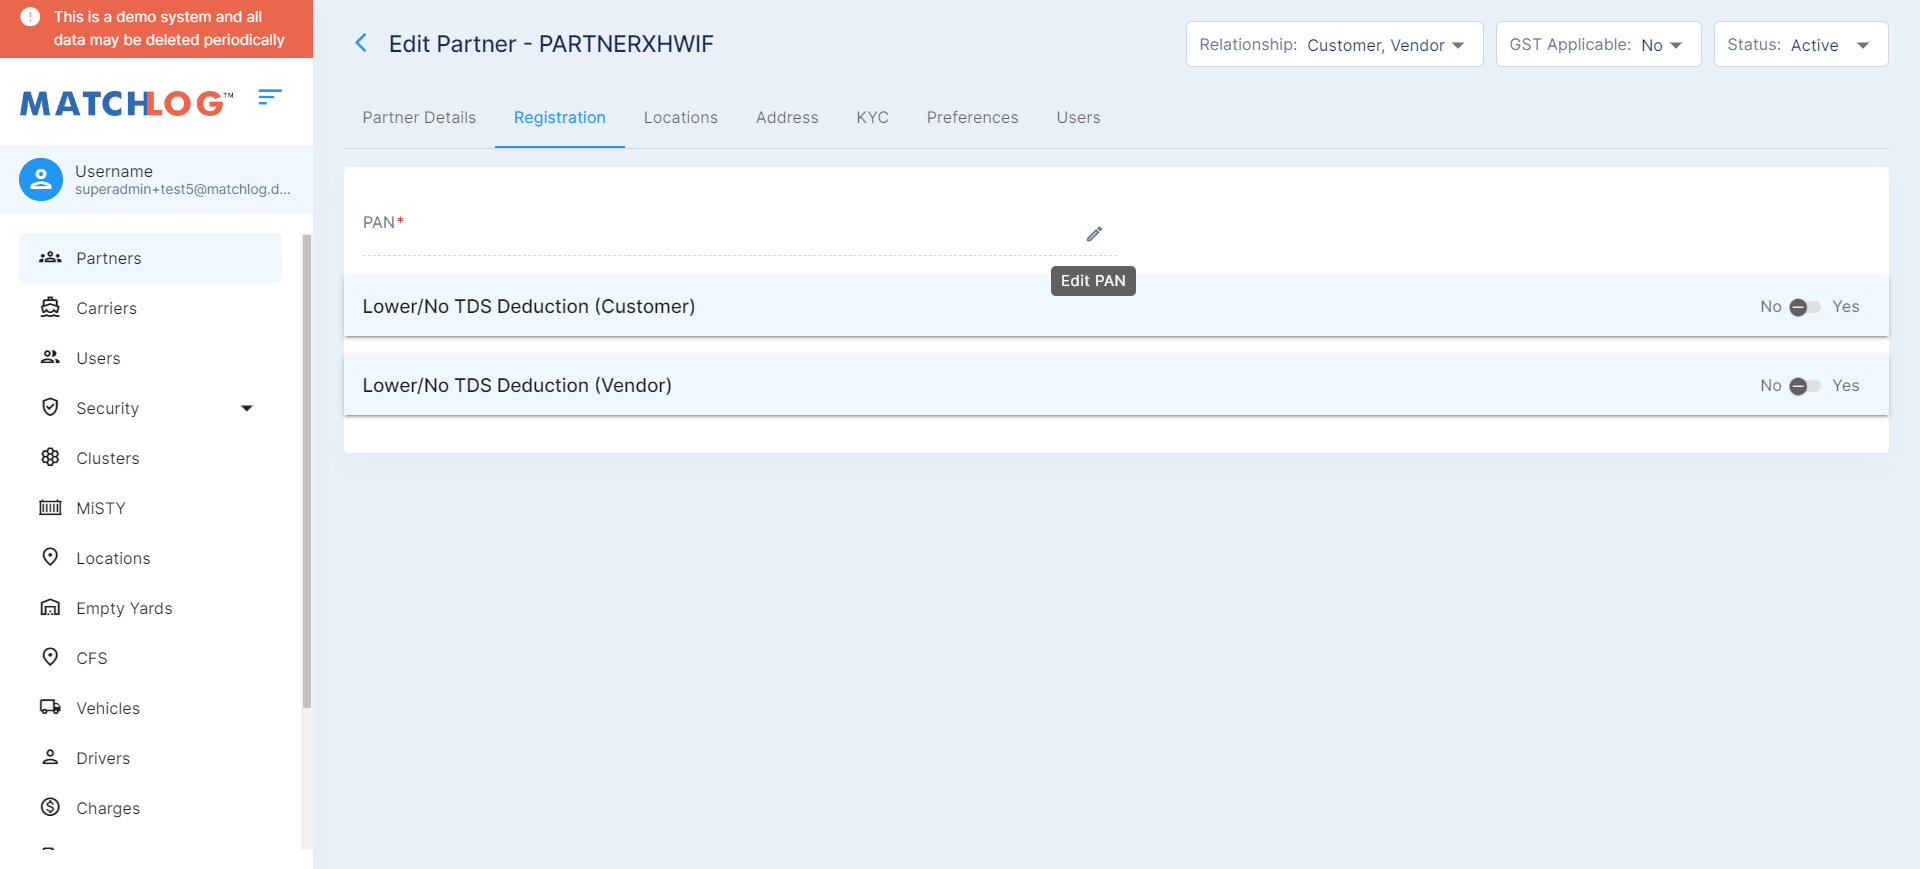 This is a demo system and all
data may be deleted periodically
MATCHLOG™
Username
superadmin+test5@matchlog.d...
Partners
Carriers
Users
Security
Clusters
MiSTY
Locations
Empty Yards
CFS
Vehicles
Drivers
Charges
Edit Partner - PARTNERXHWIF
Relationship: Customer, Vendor
GST Applicable: No
Status: Active
Partner Details
Registration
Locations
Address
KYC
Preferences
Users
PAN*
Edit PAN
Lower/No TDS Deduction (Customer)
No Yes
Lower/No TDS Deduction (Vendor)
No Yes